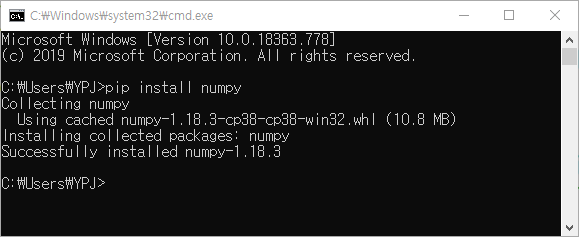 C:₩Windows₩system32₩cmd.exe
Microsoft Windows [Version 10.0.18363.778]
(c) 2019 Microsoft Corporation. All rights reserved.
C:₩Users₩YPJ>pip install numpy
Collecting numpy
Using cached numpy-1.18.3-cp38-cp38-win32.whl (10.8 MB)
Installing collected packages: numpy
Successfully installed numpy-1.18.3
C:₩Users₩YPJ>